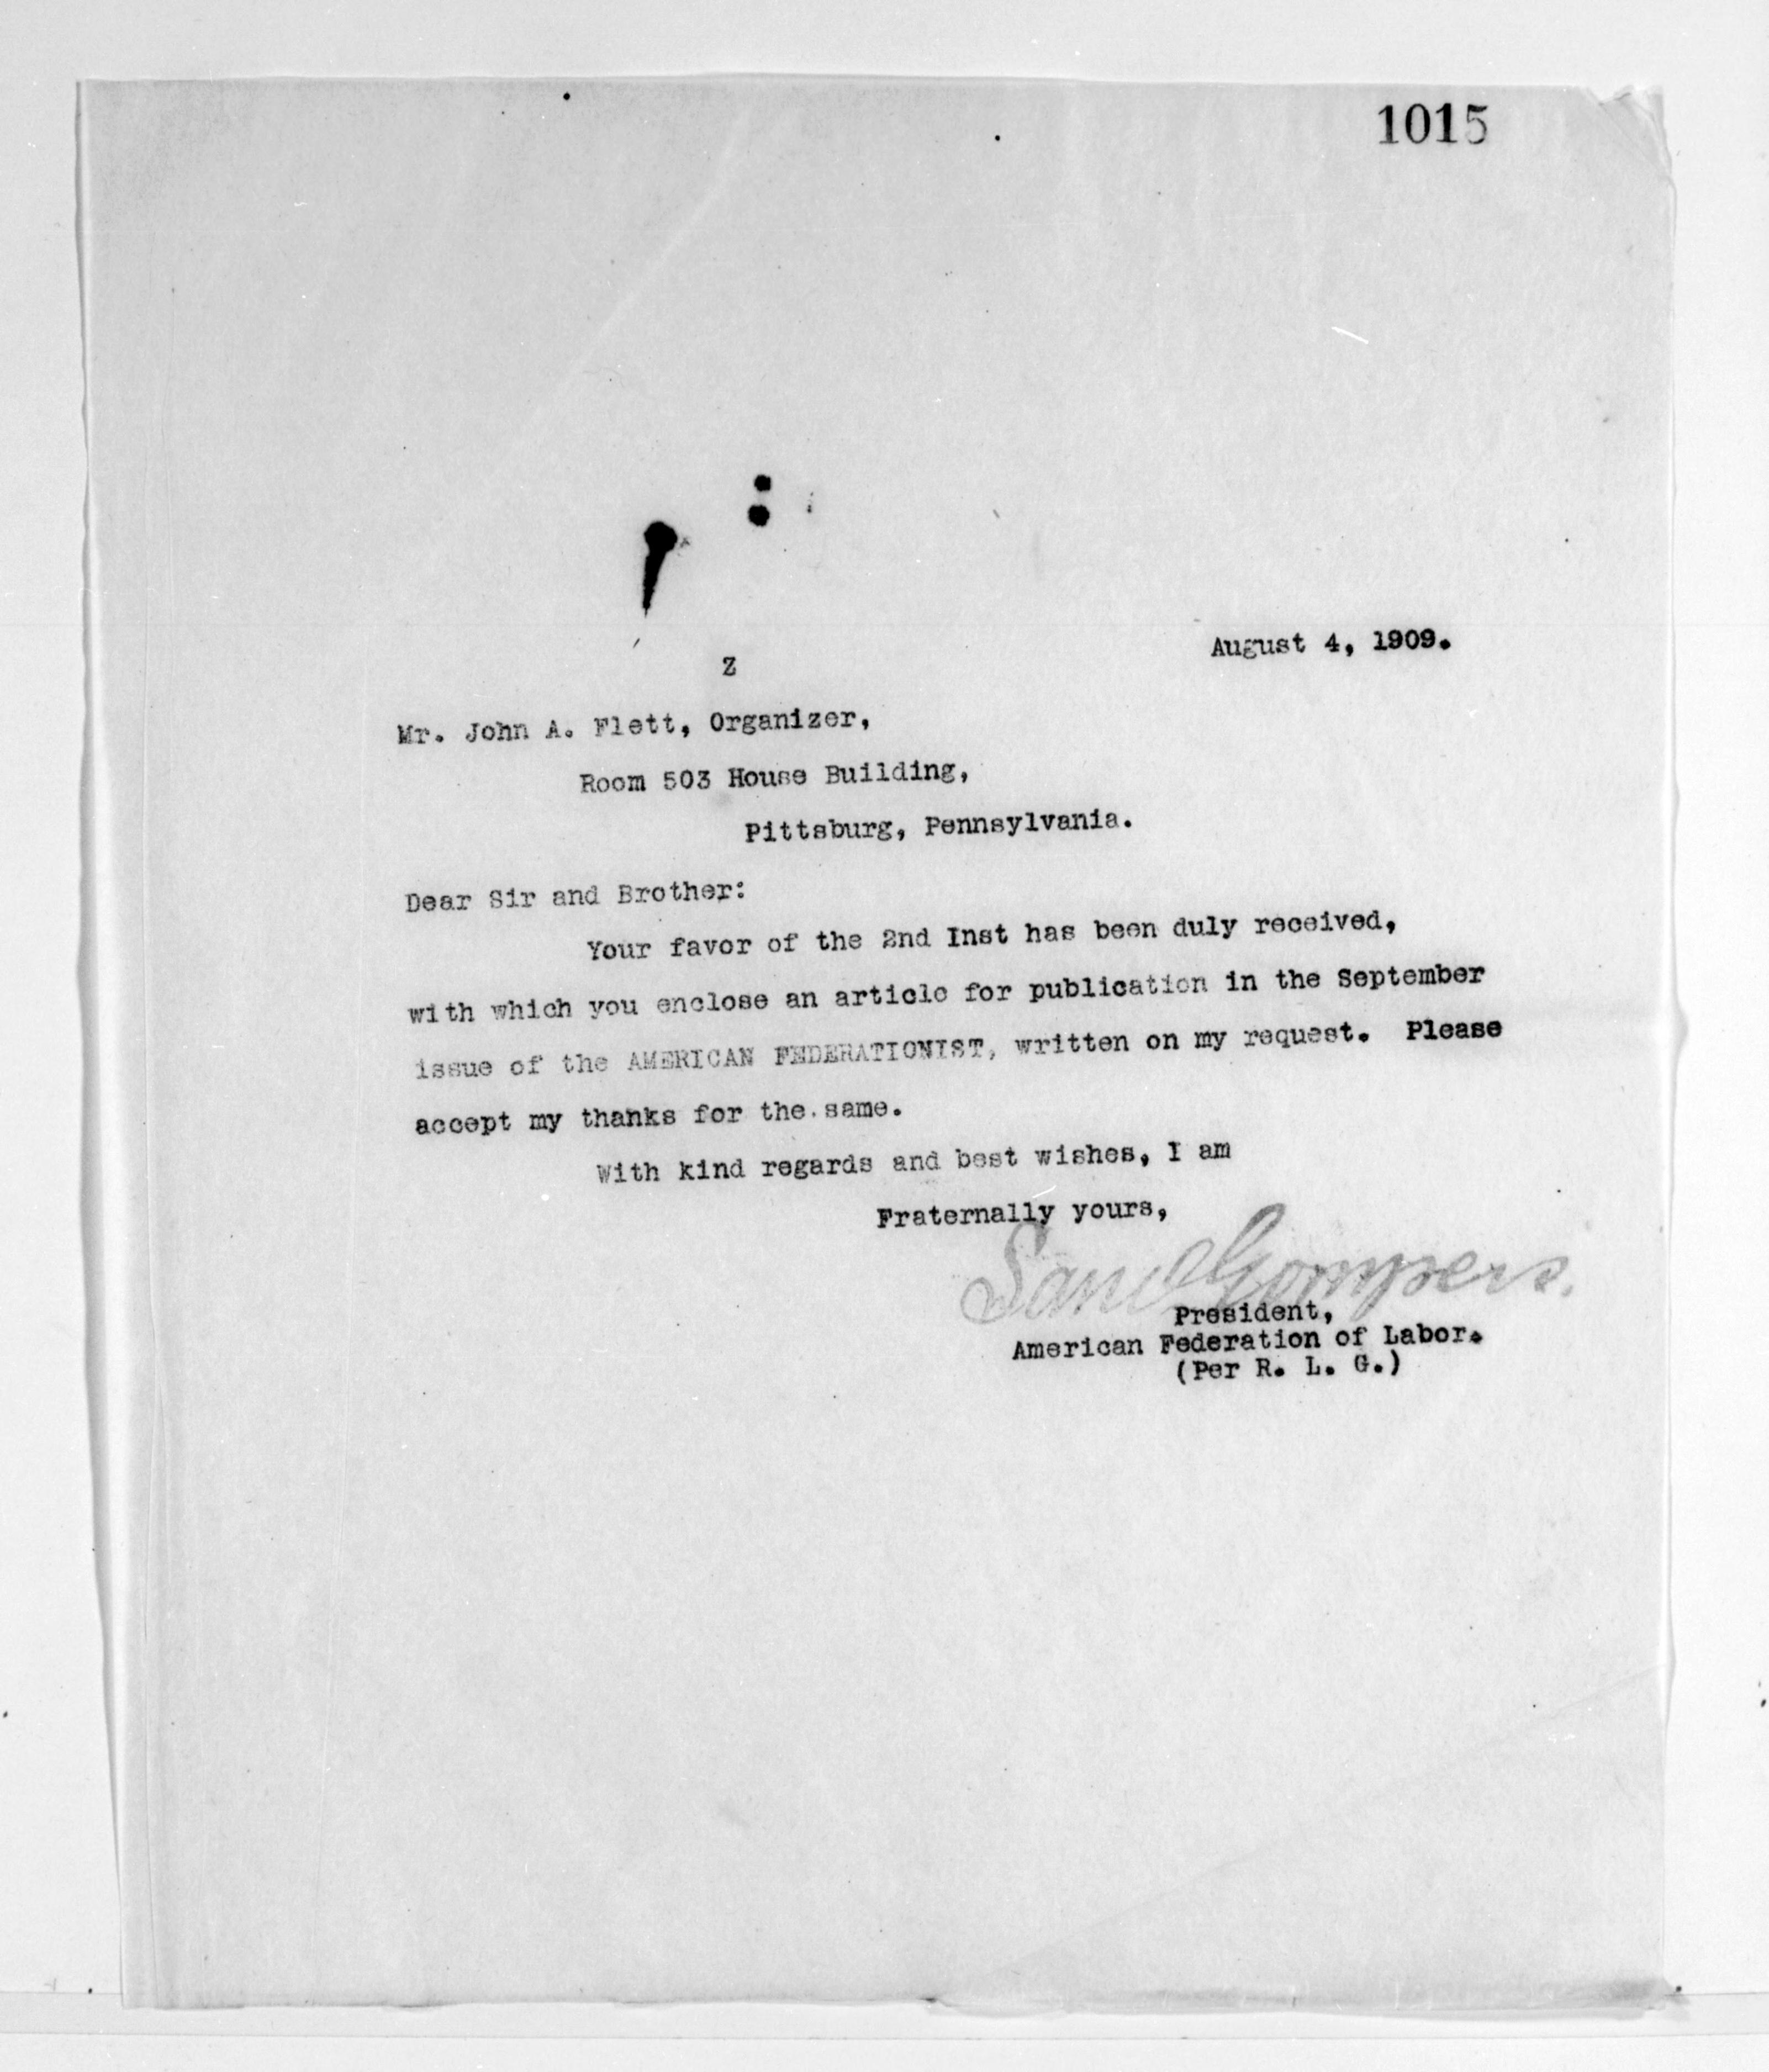 1015
August 4, 1909.
Z
Mr. John A. Flett, Organizer,
Room 503 House Building,
Pittsburg, Pennsylvania.
Dear Sir and Brother:
Your favor of the 2nd Inst has been duly received,
with which you enclose an article for publication in the September
issue of the AMERICAN FEDERATIONIST, written on my request. Please
accept my thanks for the same.
With kind regards and best wishes, I am
Fraternally yours,
Saml Gompers.
President,
American Federation of Labor.
(Per R. L. G.)